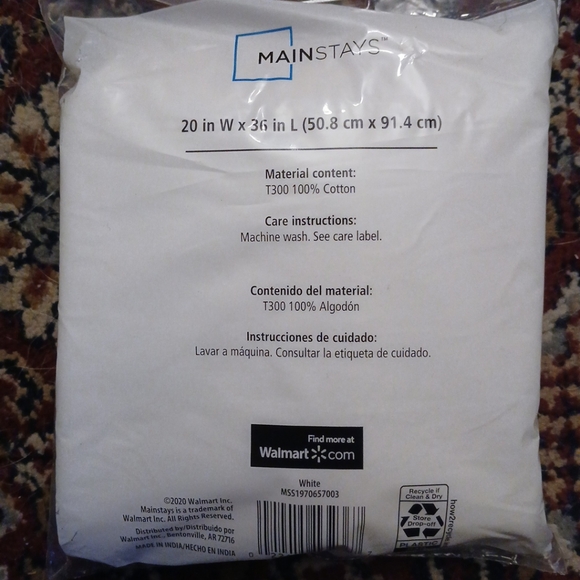 MAINSTAYS™
20 in W x 36 in L (50.8 cm x 91.4 cm)
Material content:
T300 100% Cotton
Care instructions:
Machine wash. See care label.
Contenido del material:
T300 100% Algodón
Instrucciones de cuidado:
Lavar a máquina. Consultar la etiqueta de cuidado.
Find more at
Walmart com
White
MSS1970657003
©2020 Walmart Inc.
Mainstays is a trademark of
Walmart Inc. All Rights Reserved.
Distributed by/Distribuido por
Walmart Inc., Bentonville, AR 72716
MADE IN INDIA/HECHO EN INDIA
Recycle if
Clean & Dry
Store
Drop-off
PLASTIC